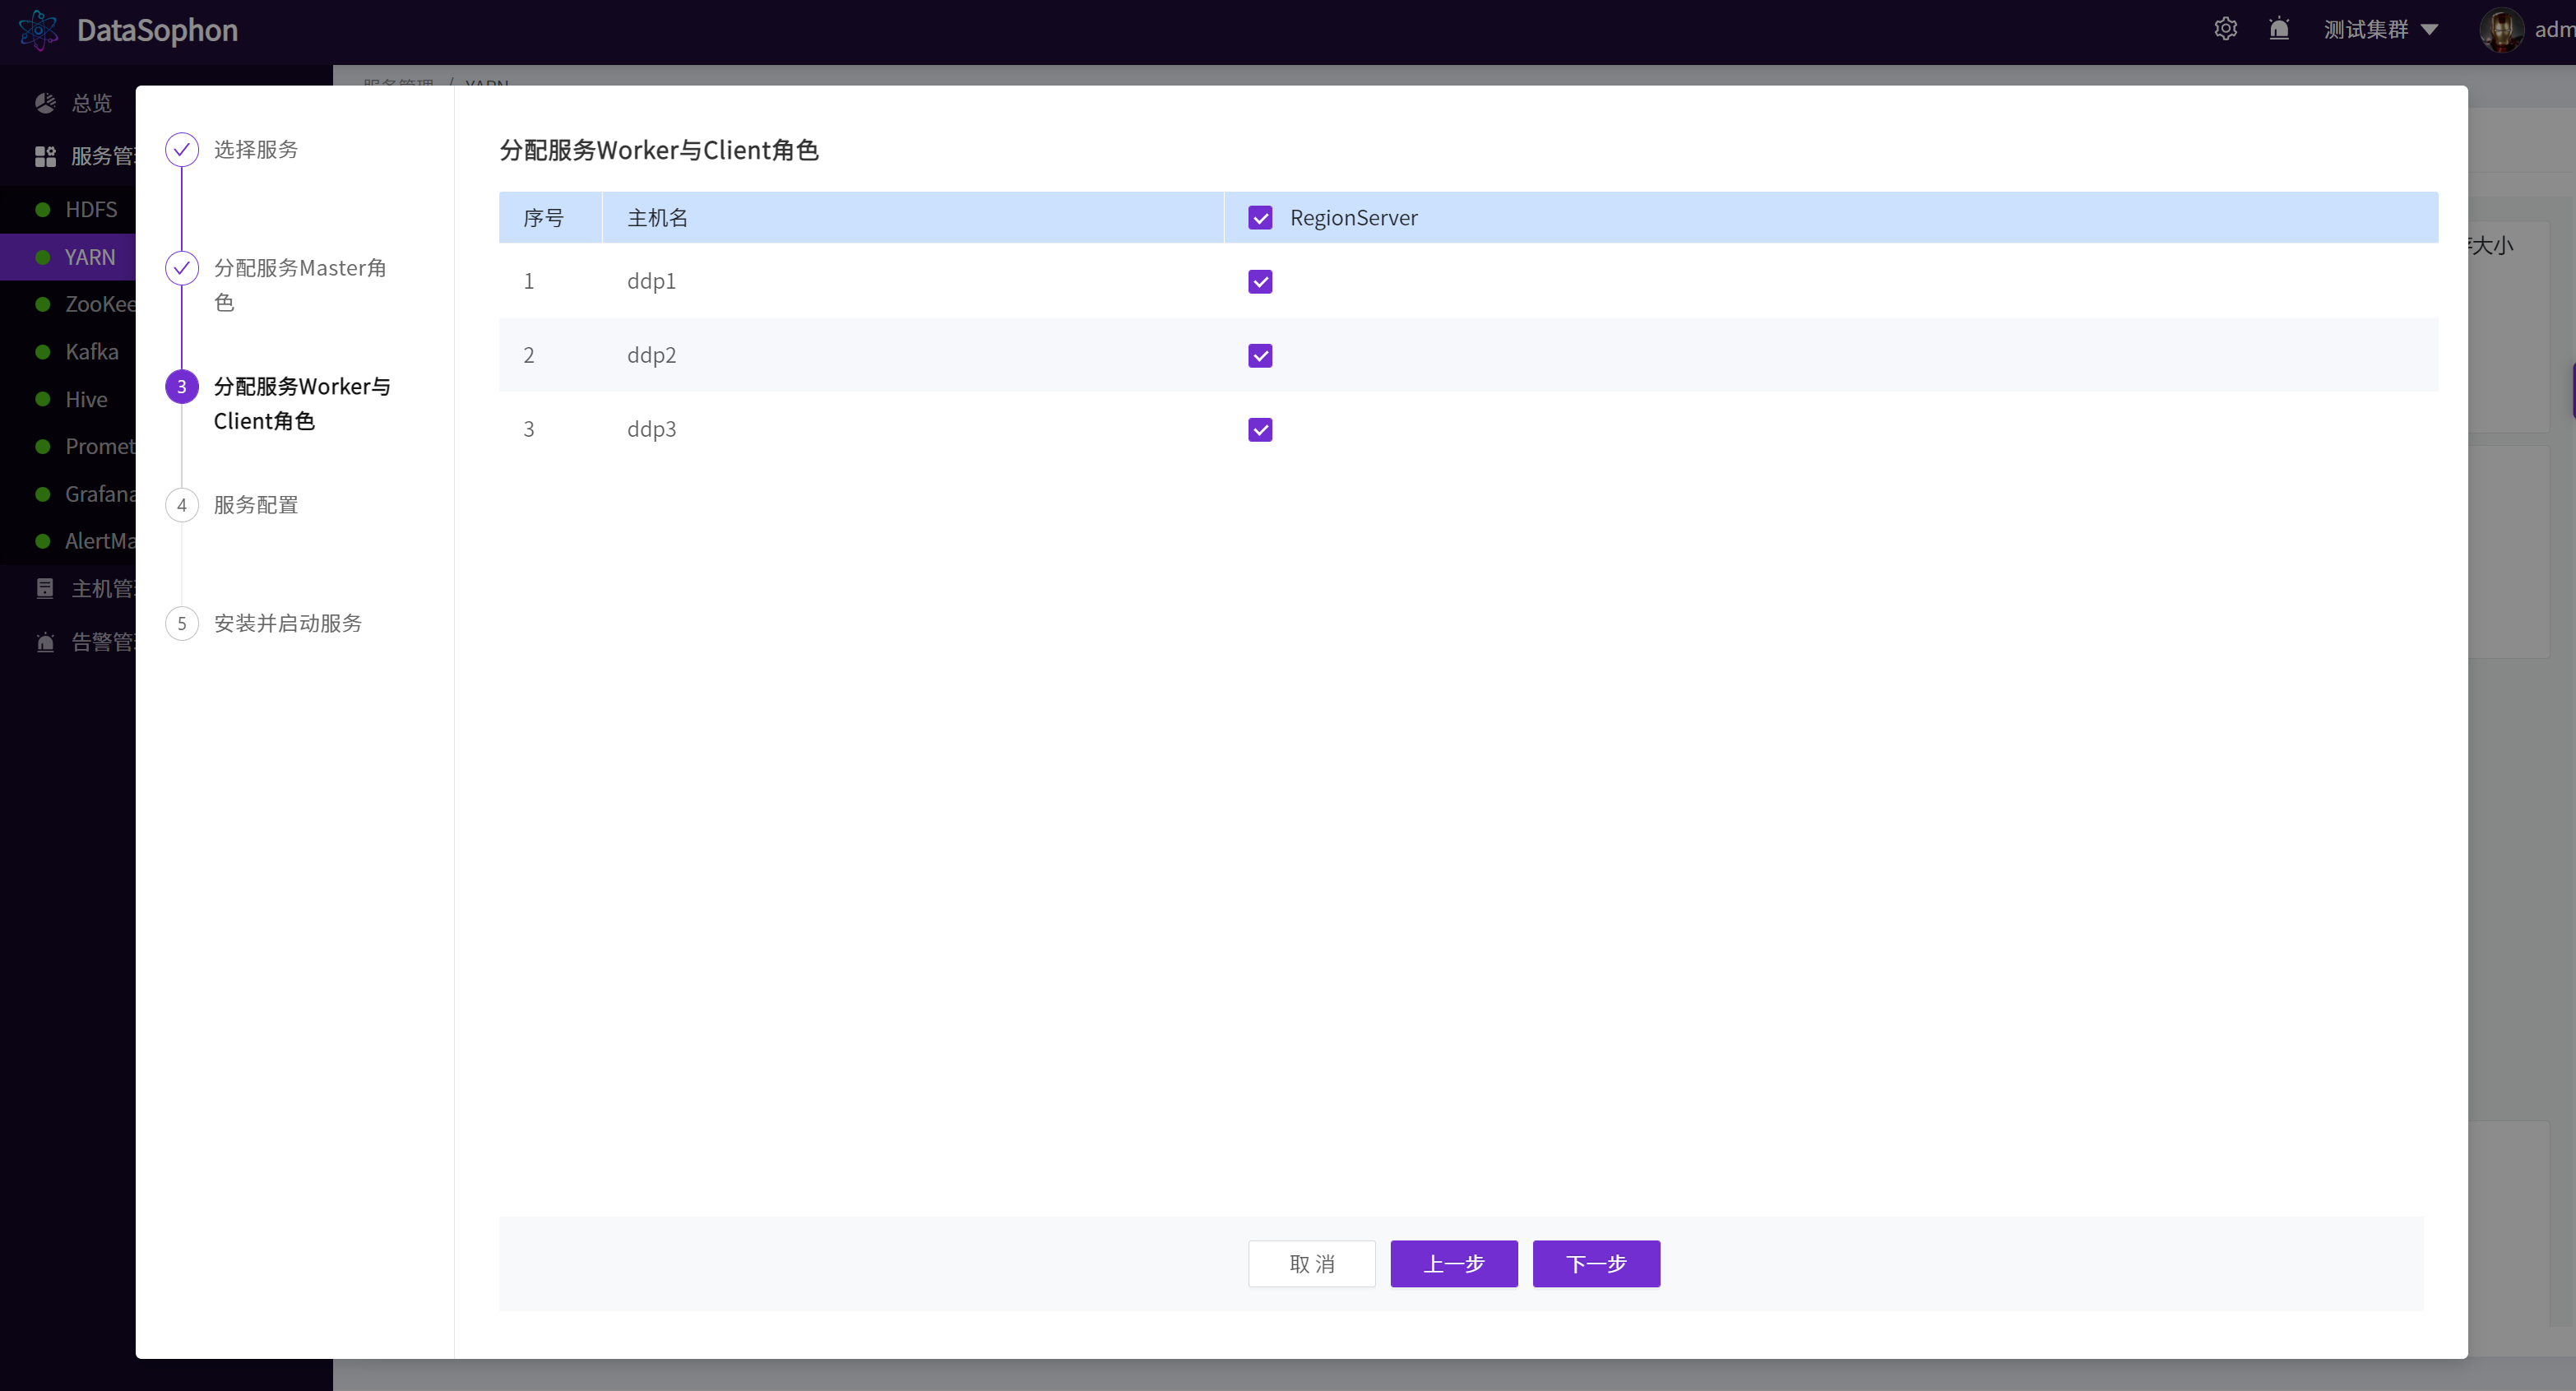 DataSophon
测试集群
adm
服务管理 / YARN
总览
服务管
HDFS
YARN
ZooKee
Kafka
Hive
Promet
Grafana
AlertMa
主机管
告警管
选择服务
分配服务Master角
色
3
分配服务Worker与
Client角色
4
服务配置
5
安装并启动服务
分配服务Worker与Client角色
序号 主机名 RegionServer
1 ddp1
2 ddp2
3 ddp3
大小
取 消 上一步 下一步